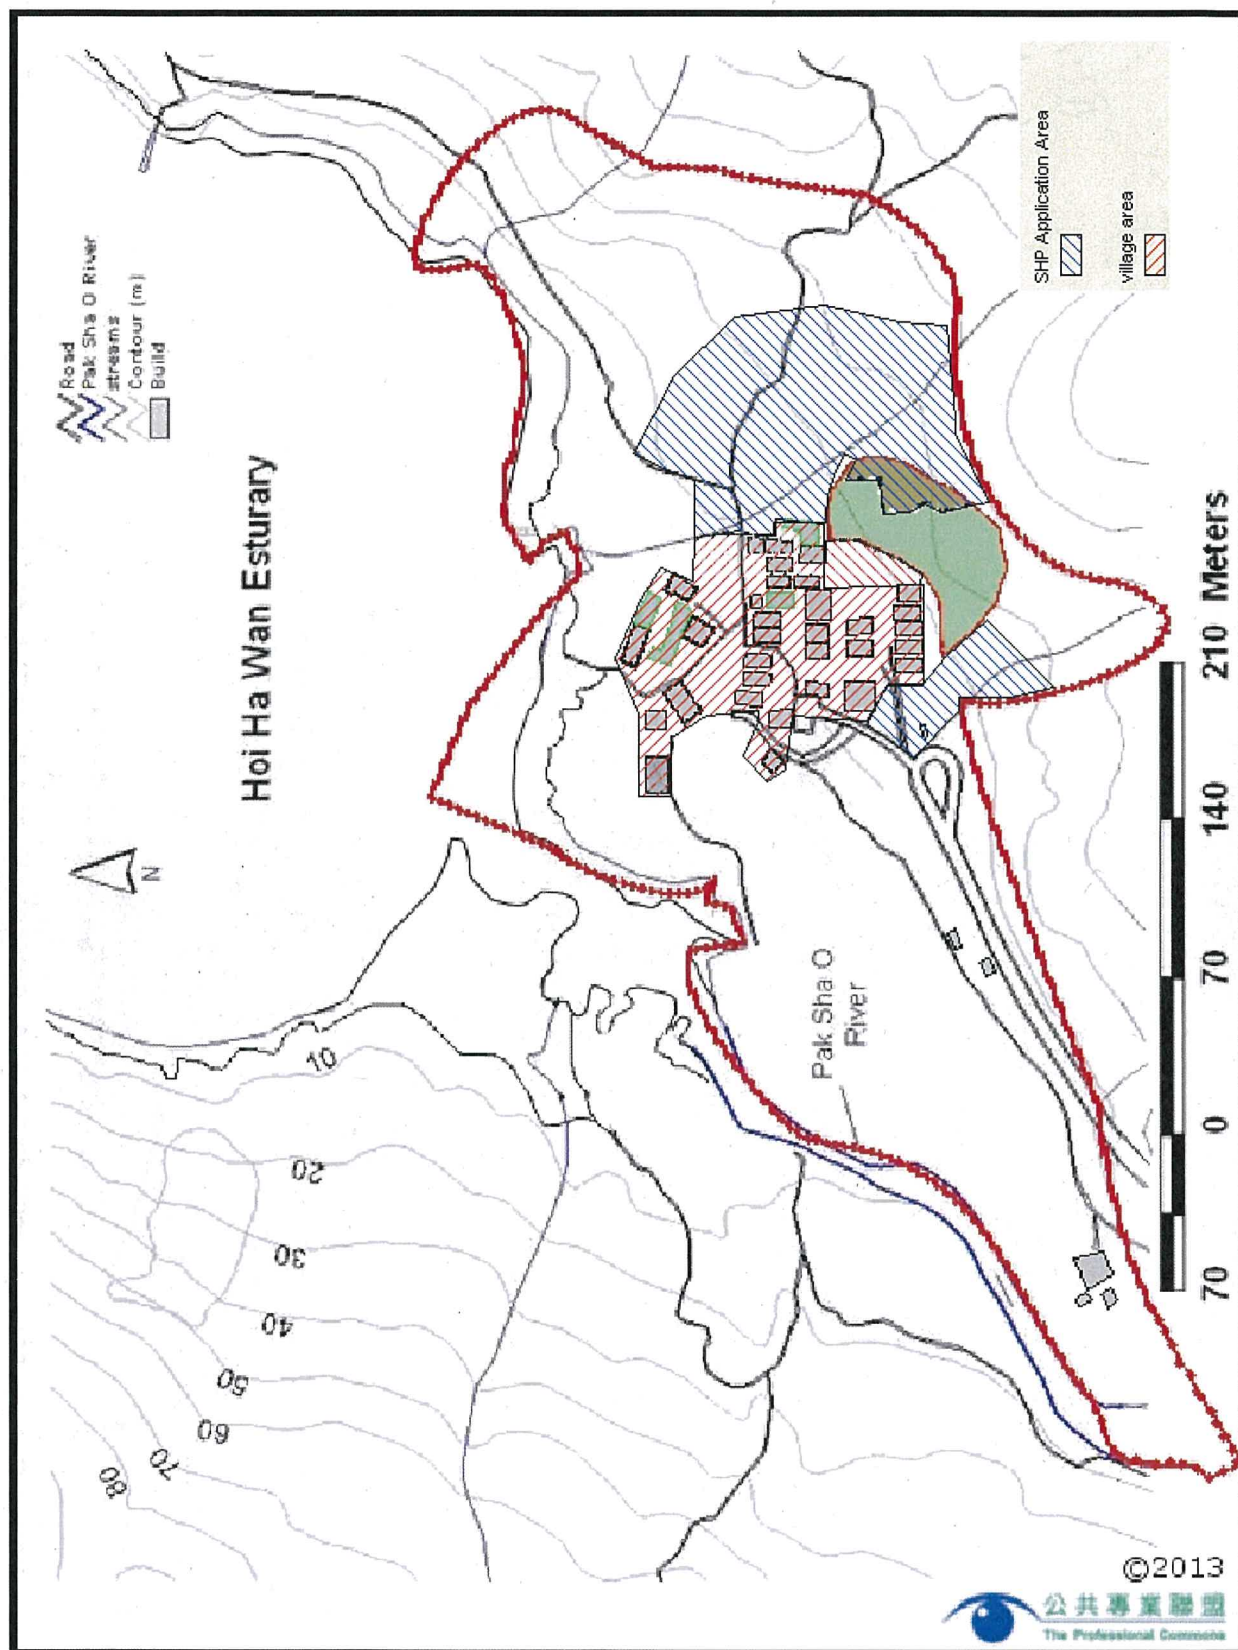 Road
Pak Sha O River
streams
Contour (m)
Build
Hoi Ha Wan Esturary
N
10
20
30
40
50
60
70
80
Pak Sha O
River
SHP Application Area
village area
70 0 70 140 210 Meters
©2013
公共專業聯盟
The Professional Commons